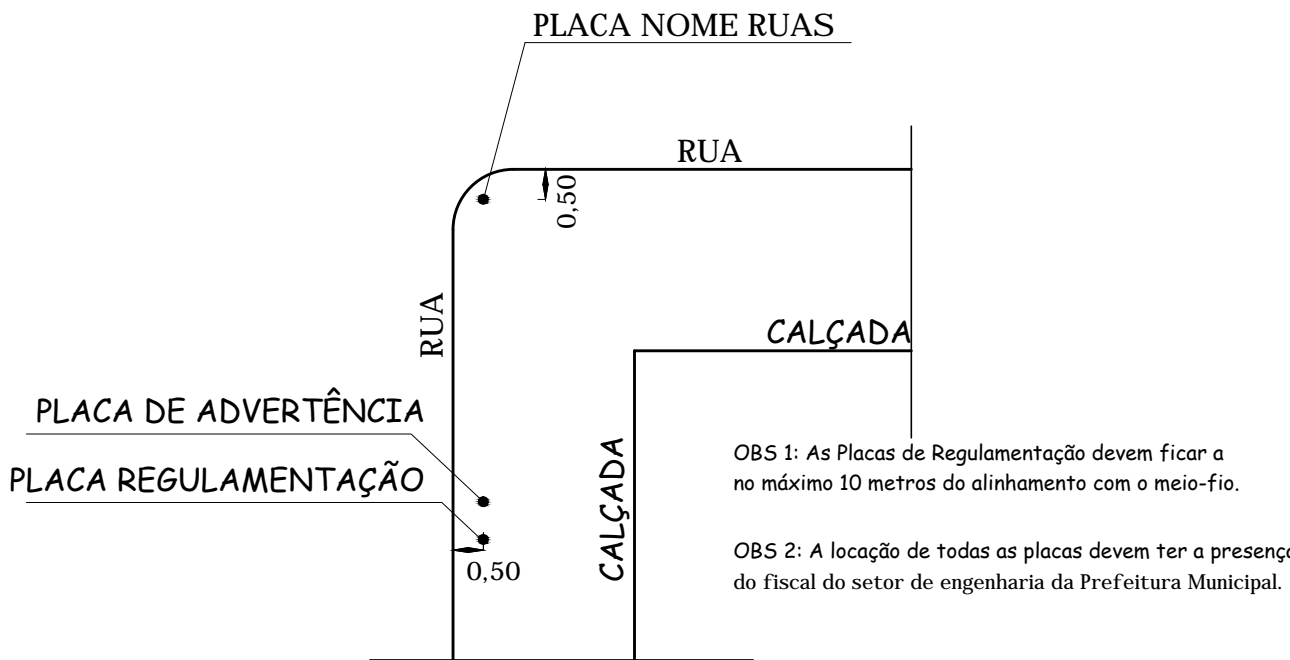 PLACA NOME RUAS
RUA
0,50
RUA
CALÇADA
PLACA DE ADVERTÊNCIA
PLACA REGULAMENTAÇÃO
CALÇADA
0,50
OBS 1: As Placas de Regulamentação devem ficar a
no máximo 10 metros do alinhamento com o meio-fio.
OBS 2: A locação de todas as placas devem ter a presença
do fiscal do setor de engenharia da Prefeitura Municipal.